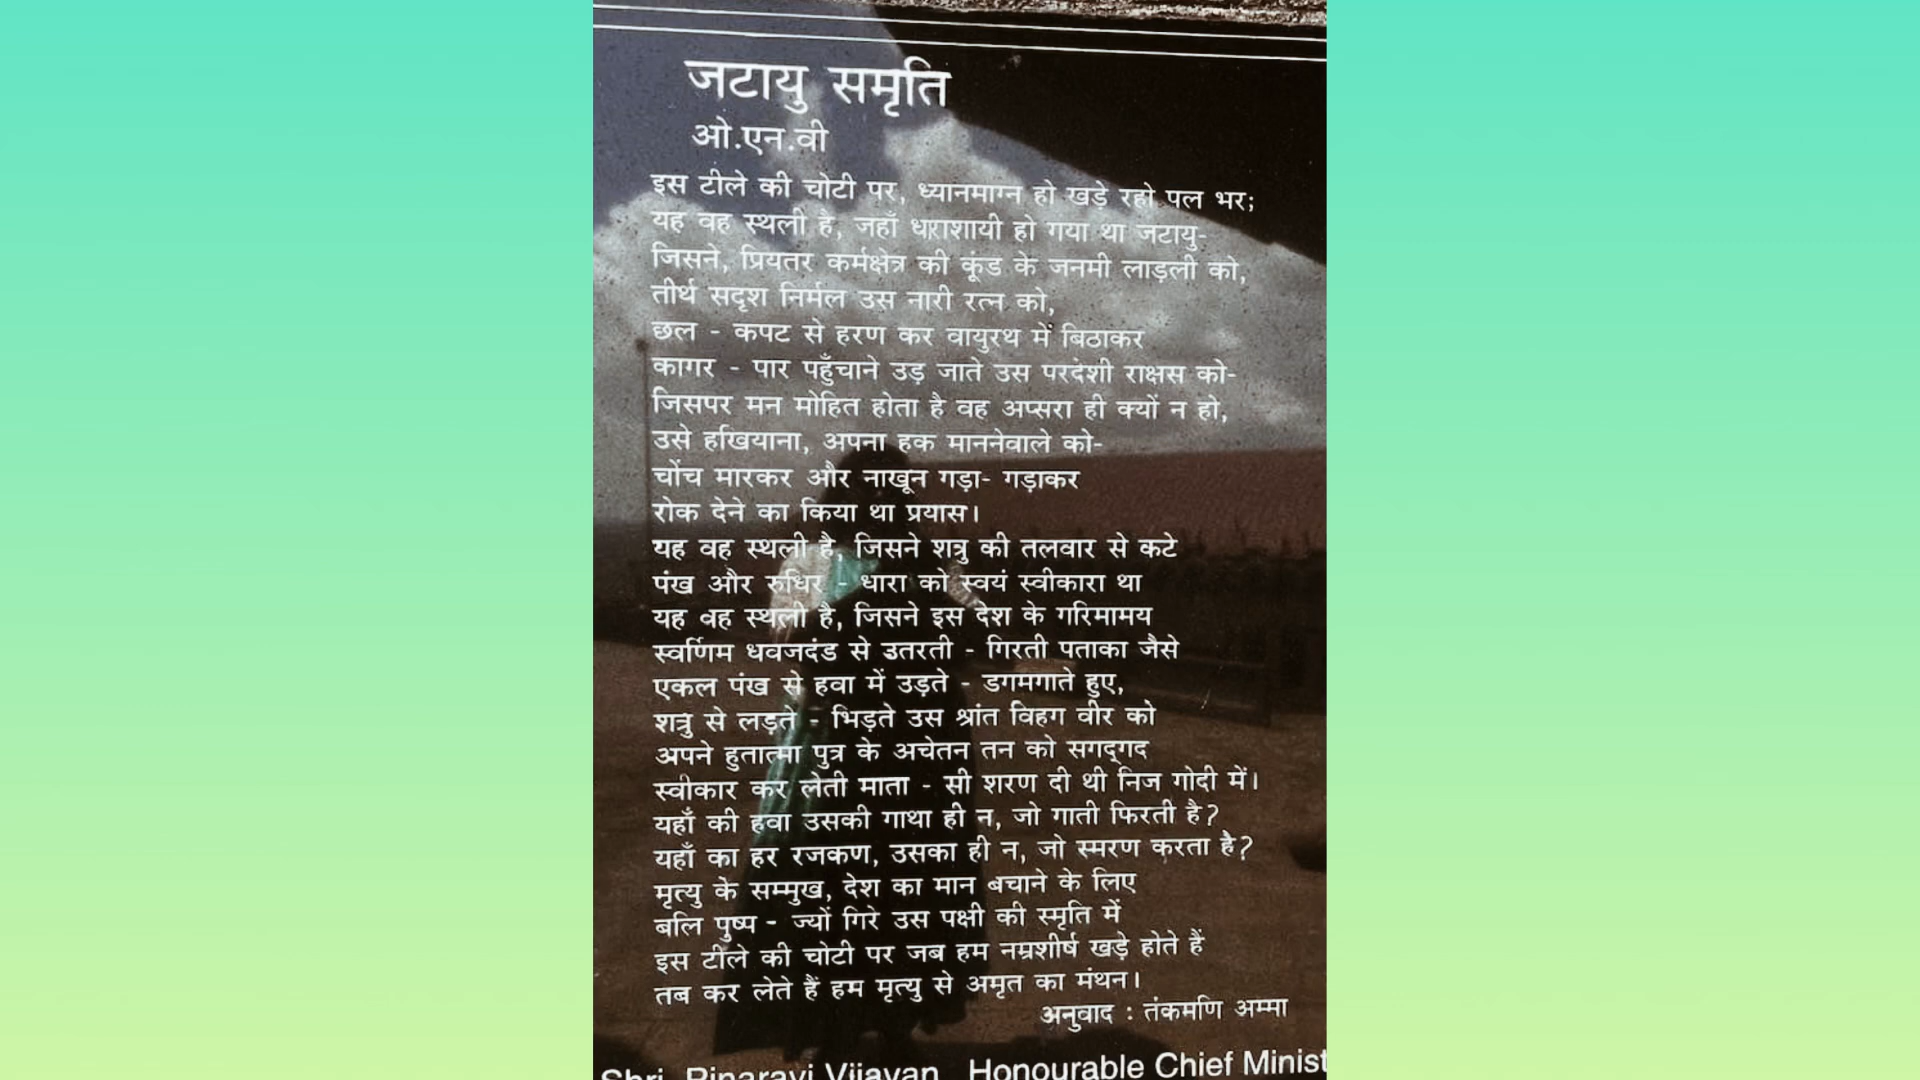 जटायु समृति
ओ.एन.वी
इस टीले की चोटी पर, ध्यानमाग्न हो खड़े रहो पल भर;
यह वह स्थली है, जहाँ धाराशायी हो गया था जटायु-
जिसने, प्रियतर कर्मक्षेत्र की कूंड के जनमी लाड़ली को,
तीर्थ सदृश निर्मल उस नारी रत्न को,
छल - कपट से हरण कर वायुरथ में बिठाकर
कागर - पार पहुँचाने उड़ जाते उस परदेशी राक्षस को-
जिसपर मन मोहित होता है वह अप्सरा ही क्यों न हो,
उसे हखियाना, अपना हक माननेवाले को-
चोंच मारकर और नाखून गड़ा- गड़ाकर
रोक देने का किया था प्रयास।
यह वह स्थली है, जिसने शत्रु की तलवार से कटे
पंख और रुधिर - धारा को स्वयं स्वीकारा था
यह वह स्थली है, जिसने इस देश के गरिमामय
स्वर्णिम धवजदंड से उतरती - गिरती पताका जैसे
एकल पंख से हवा में उड़ते - डगमगाते हुए,
शत्रु से लड़ते - भिड़ते उस श्रांत विहग वीर को
अपने हुतात्मा पुत्र के अचेतन तन को सगद्‌गद
स्वीकार कर लेती माता - सी शरण दी थी निज गोदी में।
यहाँ की हवा उसकी गाथा ही न, जो गाती फिरती है?
यहाँ का हर रजकण, उसका ही न, जो स्मरण करता है?
मृत्यु के सम्मुख, देश का मान बचाने के लिए
बलि पुष्प - ज्यों गिरे उस पक्षी की स्मृति में
इस टीले की चोटी पर जब हम नम्रशीर्ष खड़े होते हैं
तब कर लेते हैं हम मृत्यु से अमृत का मंथन।
अनुवाद : तंकमणि अम्मा
Shri. Pinarayi Vijayan Honourable Chief Minist